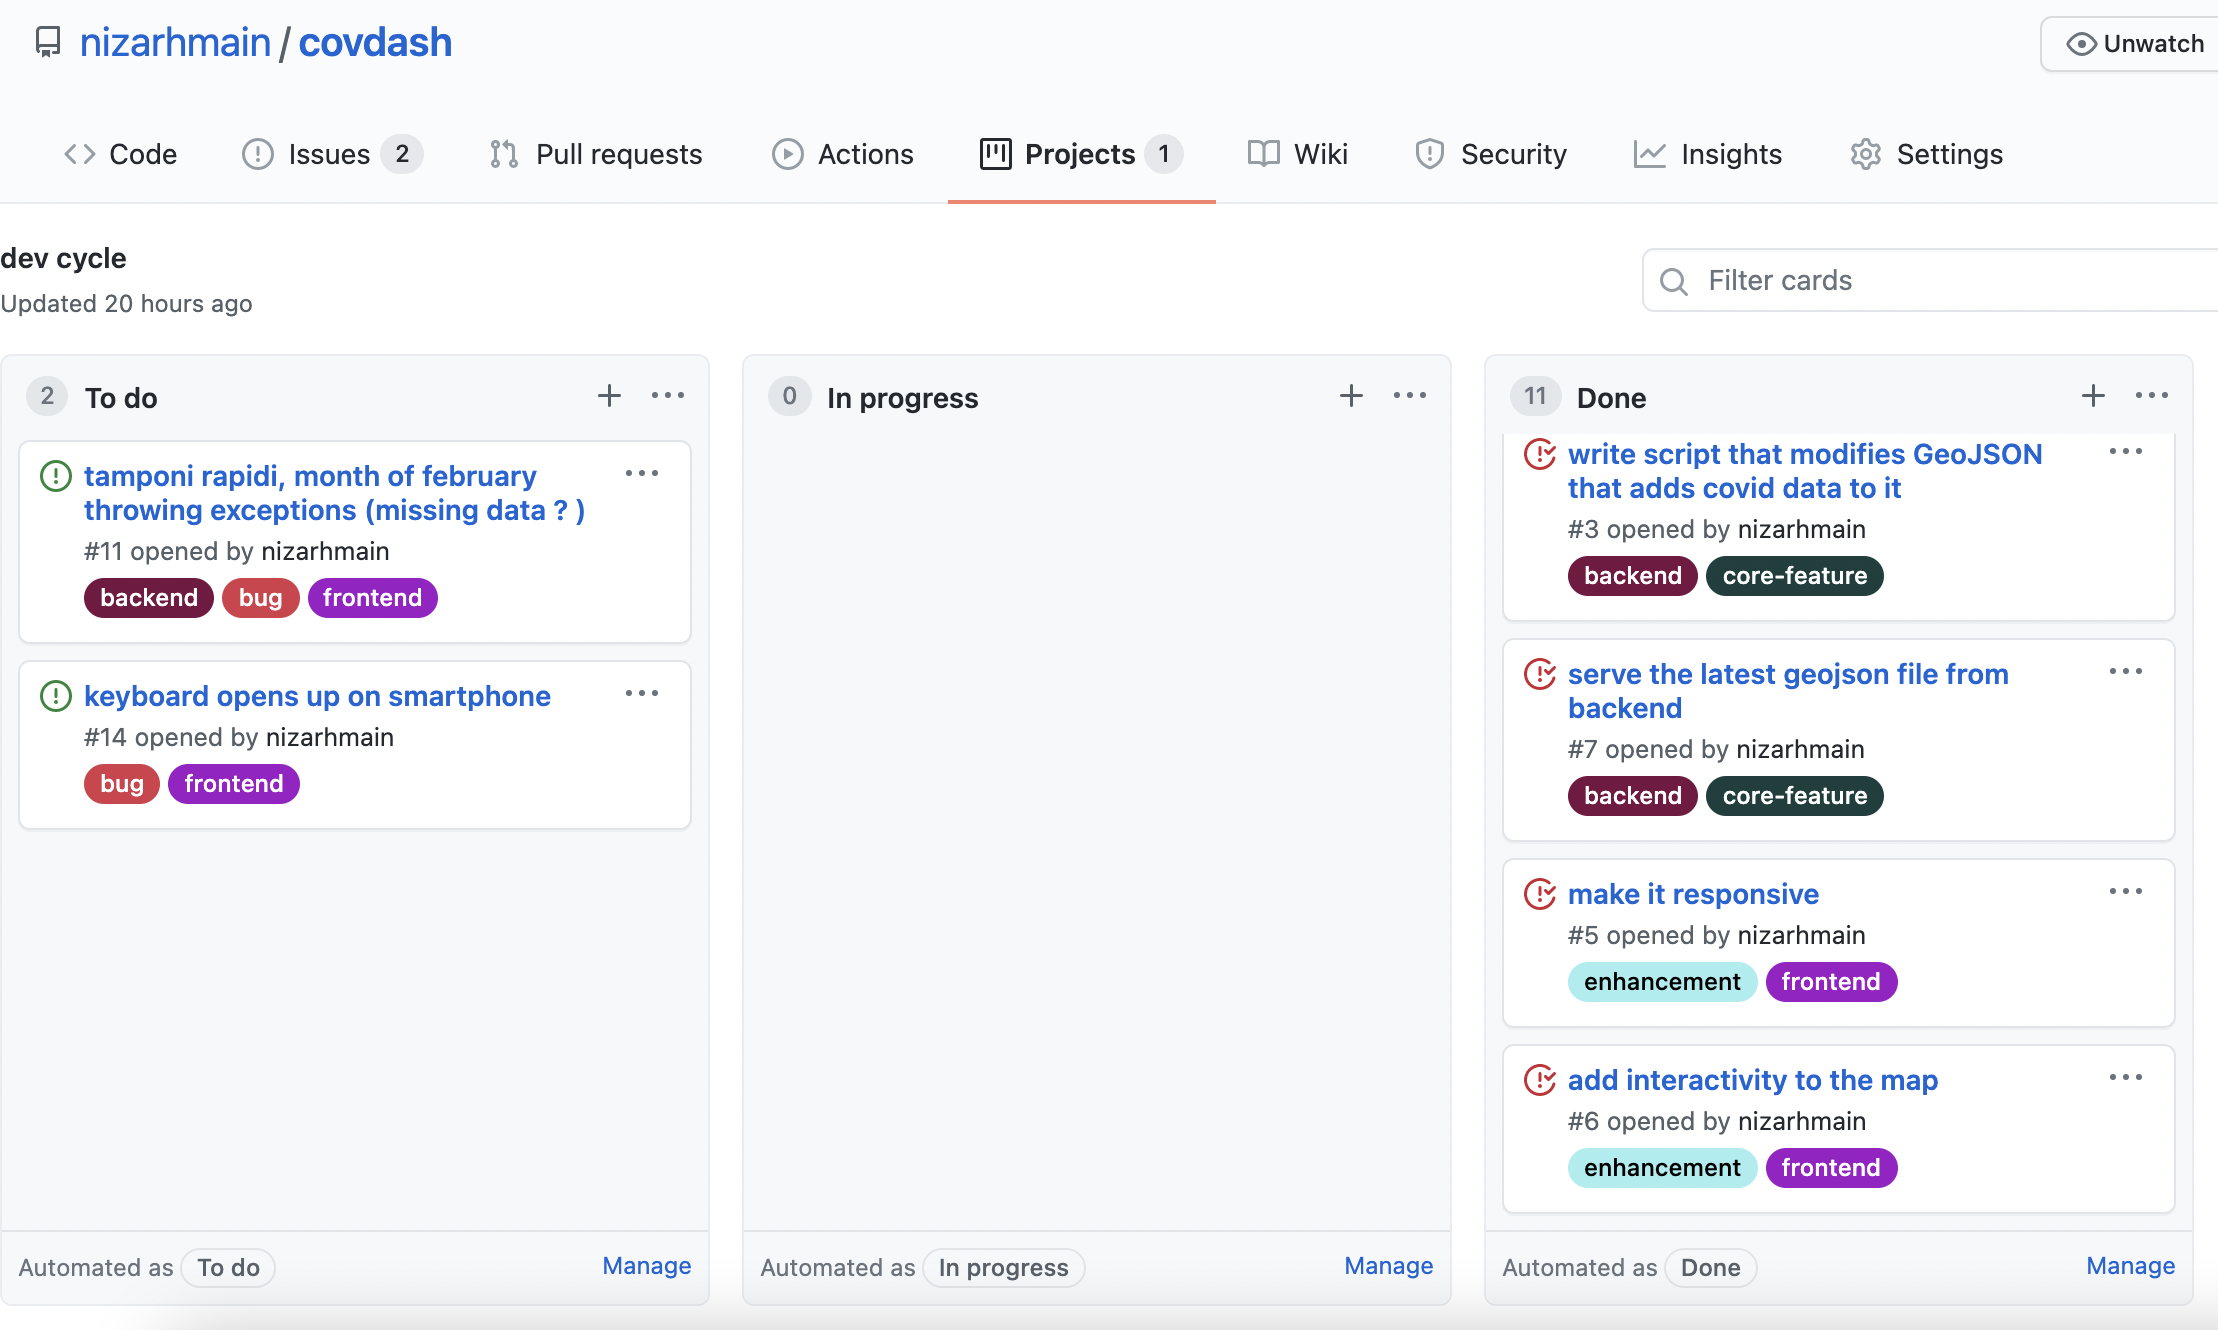 nizarhmain / covdash
Unwatch
Code
Issues 2
Pull requests
Actions
Projects 1
Wiki
Security
Insights
Settings
dev cycle
Updated 20 hours ago
Filter cards
2 To do
tamponi rapidi, month of february
throwing exceptions (missing data ? )
#11 opened by nizarhmain
backend bug frontend
keyboard opens up on smartphone
#14 opened by nizarhmain
bug frontend
Automated as To do
Manage
0 In progress
Automated as In progress
Manage
11 Done
write script that modifies GeoJSON
that adds covid data to it
#3 opened by nizarhmain
backend core-feature
serve the latest geojson file from
backend
#7 opened by nizarhmain
backend core-feature
make it responsive
#5 opened by nizarhmain
enhancement frontend
add interactivity to the map
#6 opened by nizarhmain
enhancement frontend
Automated as Done
Manage